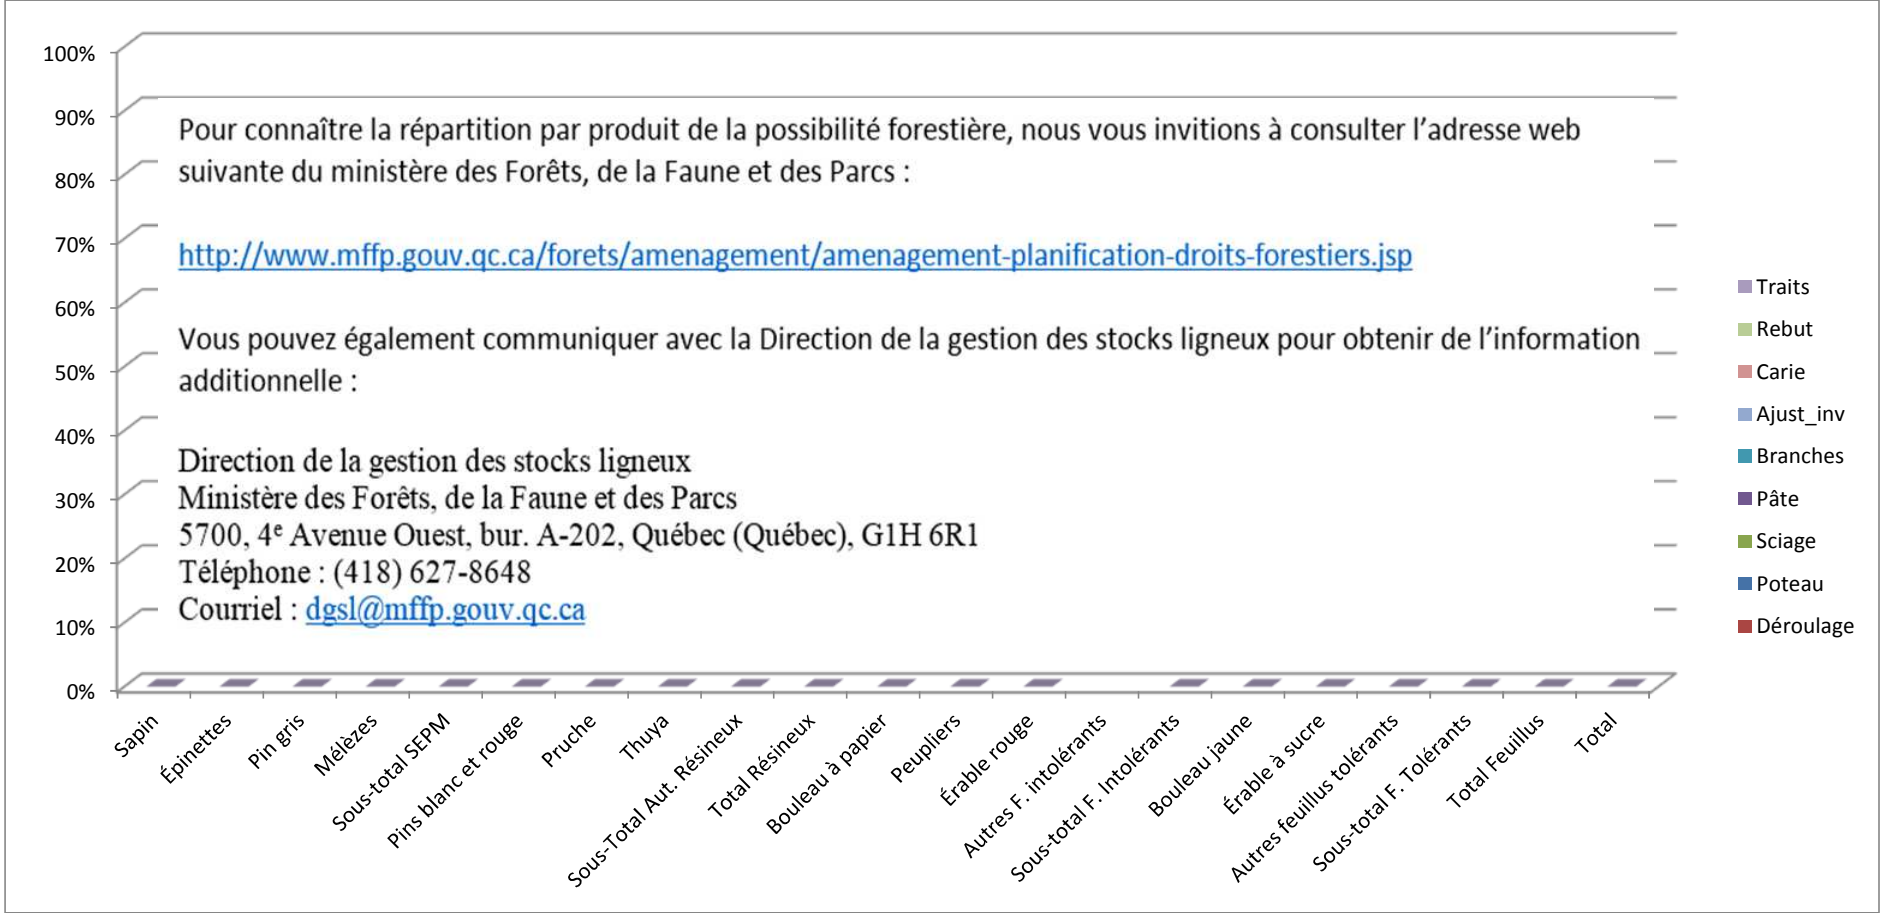 100%
90%
80%
70%
60%
50%
40%
30%
20%
10%
0%
Pour connaître la répartition par produit de la possibilité forestière, nous vous invitions à consulter l'adresse web
suivante du ministère des Forêts, de la Faune et des Parcs :
http://www.mffp.gouv.qc.ca/forets/amenagement/amenagement-planification-droits-forestiers.jsp
Vous pouvez également communiquer avec la Direction de la gestion des stocks ligneux pour obtenir de l'information
additionnelle :
Direction de la gestion des stocks ligneux
Ministère des Forêts, de la Faune et des Parcs
5700, 4e Avenue Ouest, bur. A-202, Québec (Québec), G1H 6R1
Téléphone : (418) 627-8648
Courriel : dgsl@mffp.gouv.qc.ca
Sapin
Épinettes
Pin gris
Mélèzes
Sous-total SEPM
Pins blanc et rouge
Pruche
Thuya
Sous-Total Aut. Résineux
Total Résineux
Bouleau à papier
Peupliers
Érable rouge
Autres F. intolérants
Sous-total F. Intolérants
Bouleau jaune
Érable à sucre
Autres feuillus tolérants
Sous-total F. Tolérants
Total Feuillus
Total
Traits
Rebut
Carie
Ajust_inv
Branches
Pâte
Sciage
Poteau
Déroulage